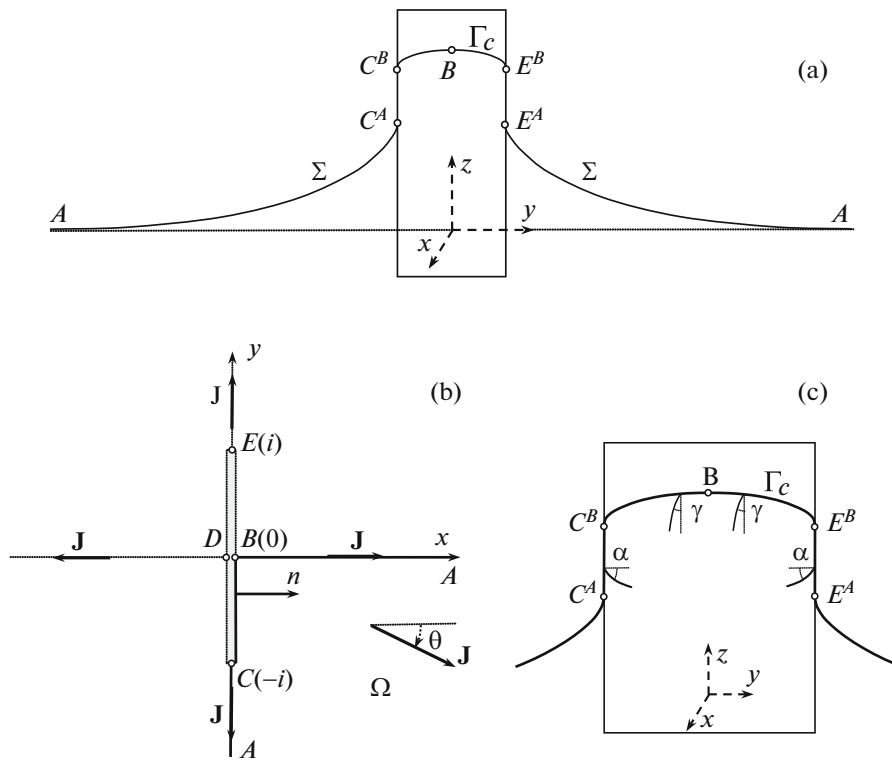 Γc
C^B
B
E^B
(a)
C^A
E^A
Σ
Σ
z
A
y
A
x
y
(b)
J
E(i)
(c)
B
Γc
J
D
B(0)
J
x
A
C^B
γ
γ
E^B
n
α
α
C^A
E^A
θ
J
C(−i)
Ω
z
y
J
A
x